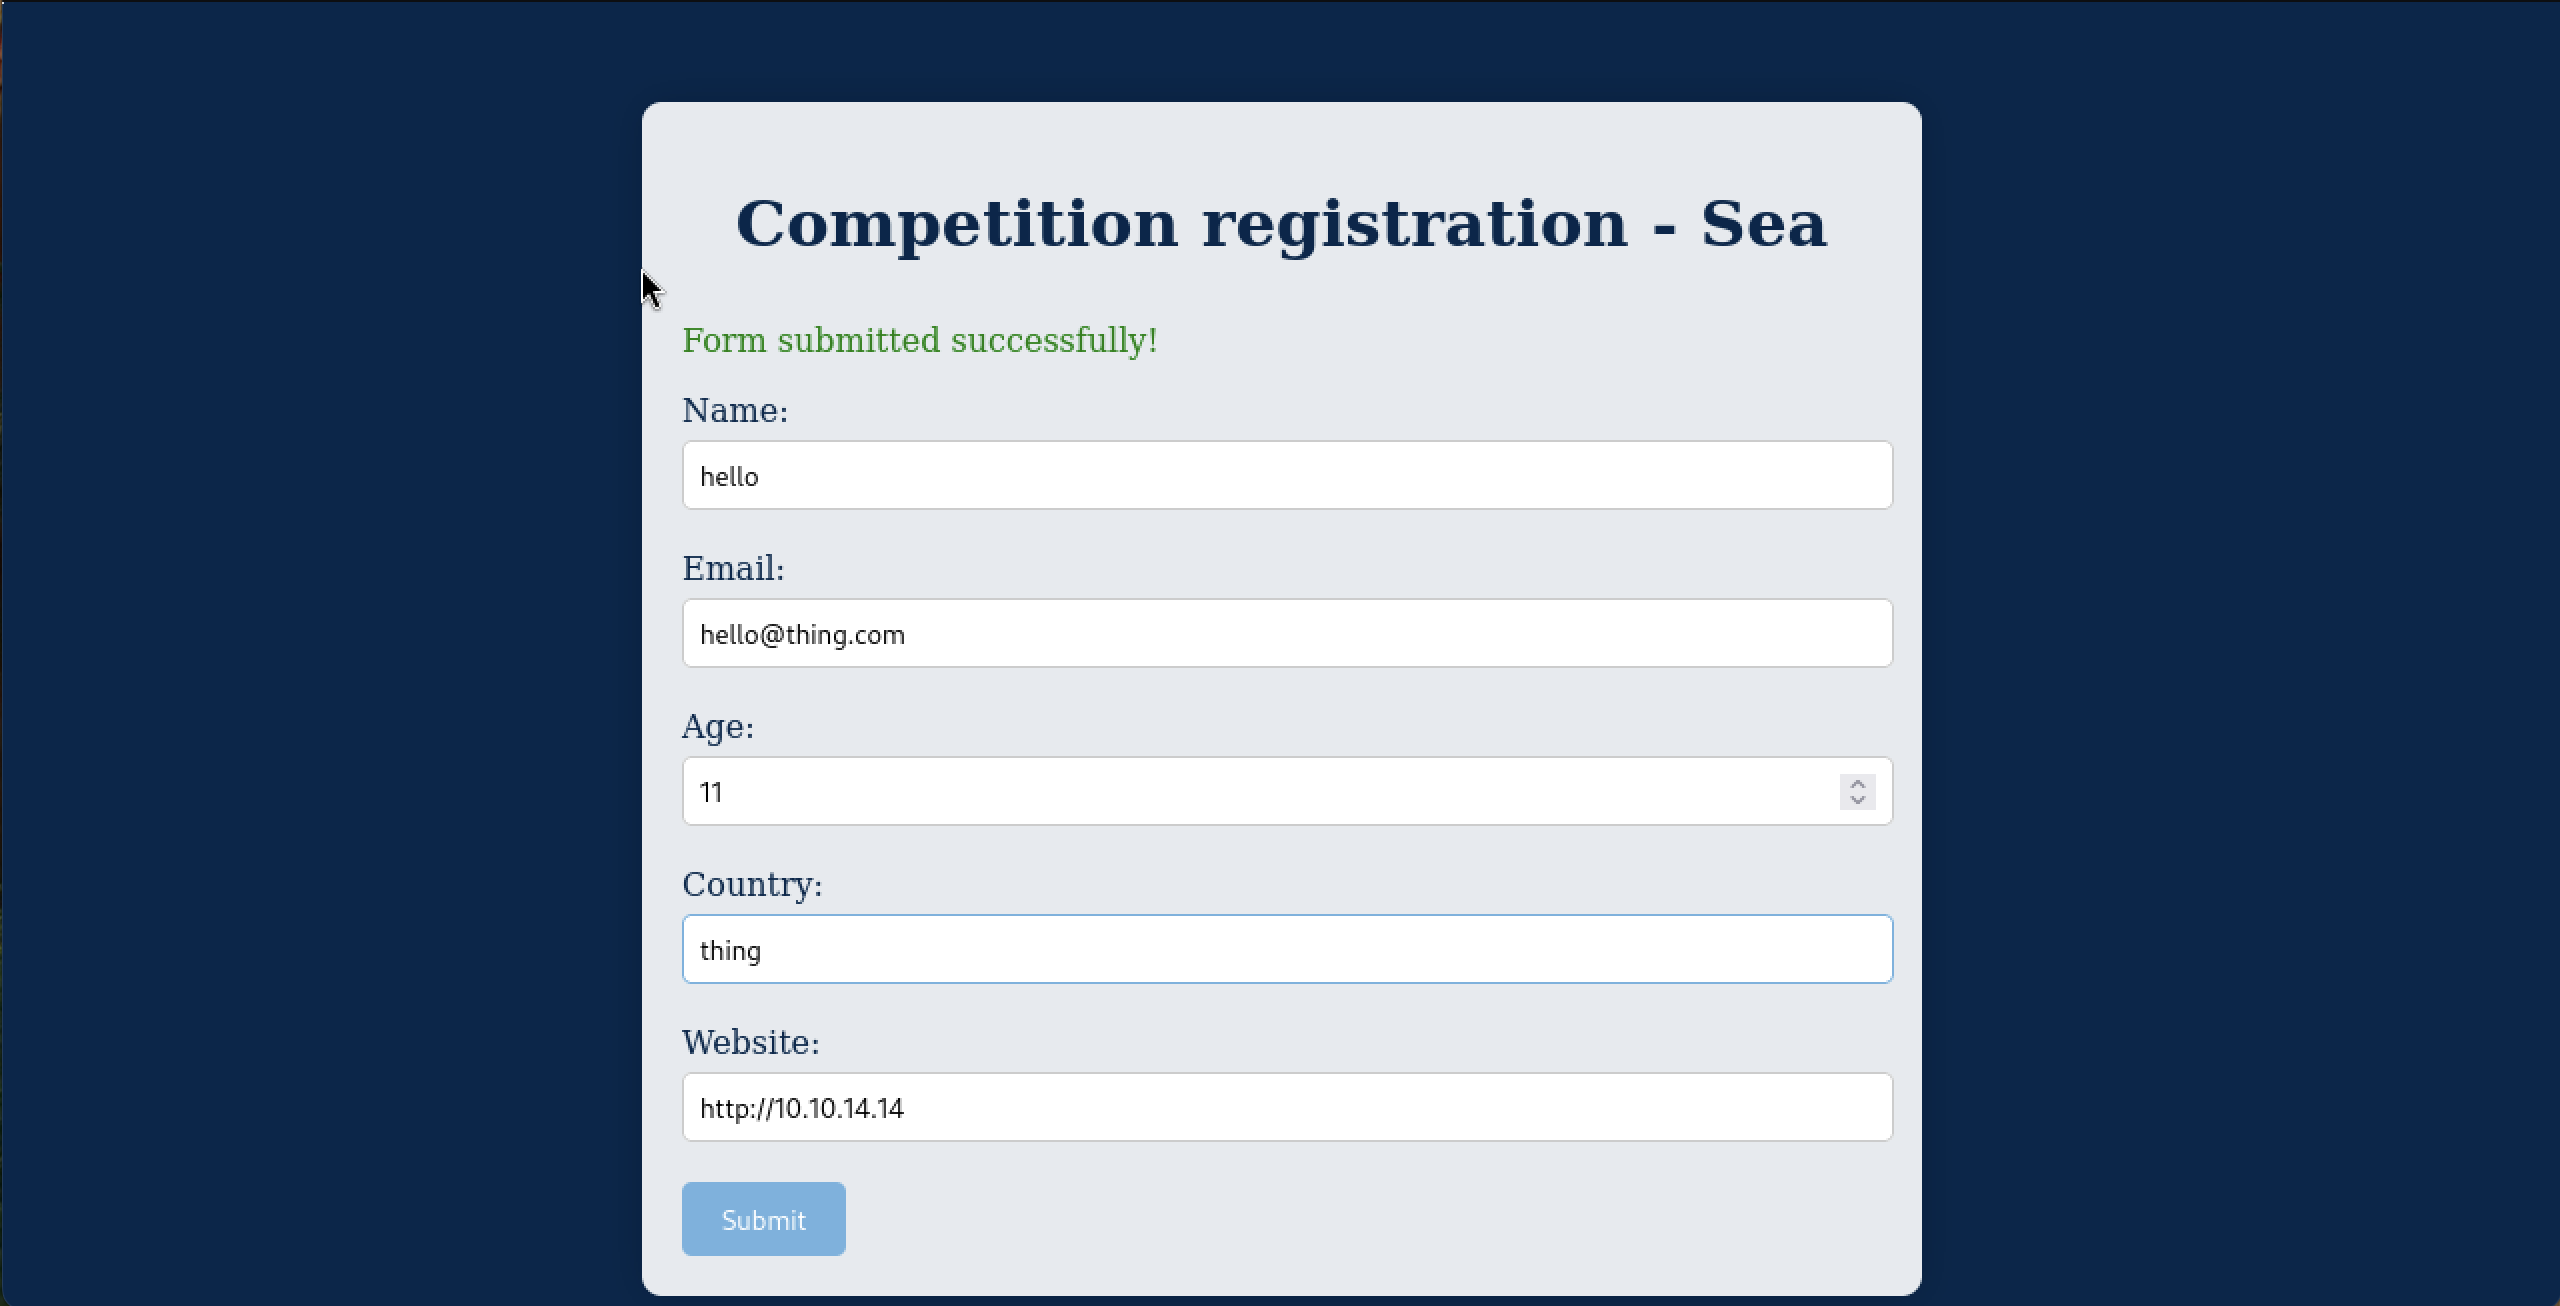 Competition registration - Sea
Form submitted successfully!
Name:
hello
Email:
hello@thing.com
Age:
11
Country:
thing
Website:
http://10.10.14.14
Submit